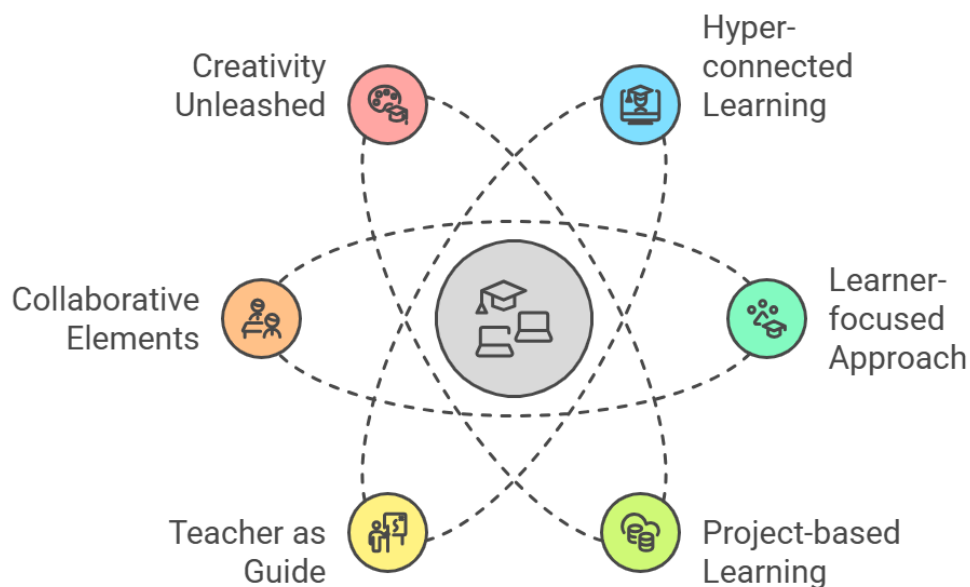 Creativity
Unleashed
Hyper-
connected
Learning
Collaborative
Elements
Learner-
focused
Approach
Teacher as
Guide
Project-based
Learning